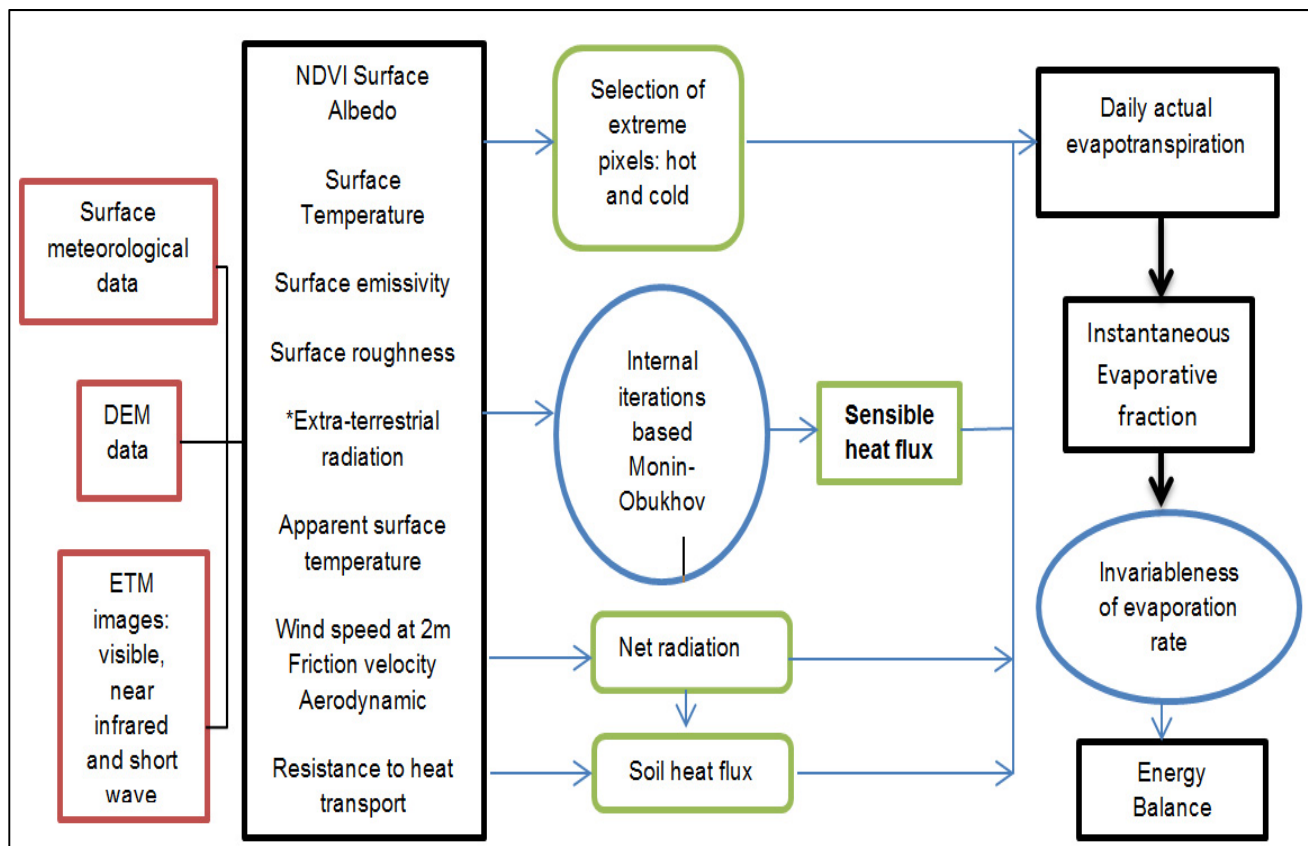 Surface
meteorological
data
DEM
data
ETM
images:
visible,
near
infrared
and short
wave
NDVI Surface
Albedo
Surface
Temperature
Surface emissivity
Surface roughness
*Extra-terrestrial
radiation
Apparent surface
temperature
Wind speed at 2m
Friction velocity
Aerodynamic
Resistance to heat
transport
Selection of
extreme
pixels: hot
and cold
Internal
iterations
based
Monin-
Obukhov
Sensible
heat flux
Net radiation
Soil heat flux
Daily actual
evapotranspiration
Instantaneous
Evaporative
fraction
Invariableness
of evaporation
rate
Energy
Balance